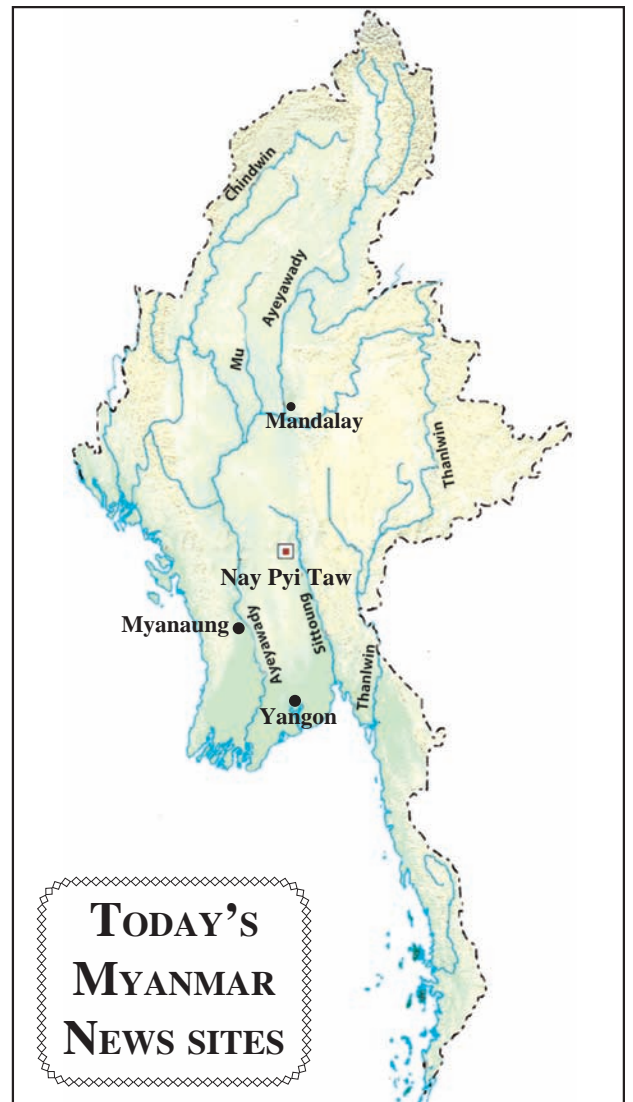 Chindwin
Ayeyawady
Mu
Mandalay
Thanlwin
Nay Pyi Taw
Myanaung
Ayeyawady
Sittoung
Thanlwin
Yangon
TODAY'S
MYANMAR
NEWS SITES